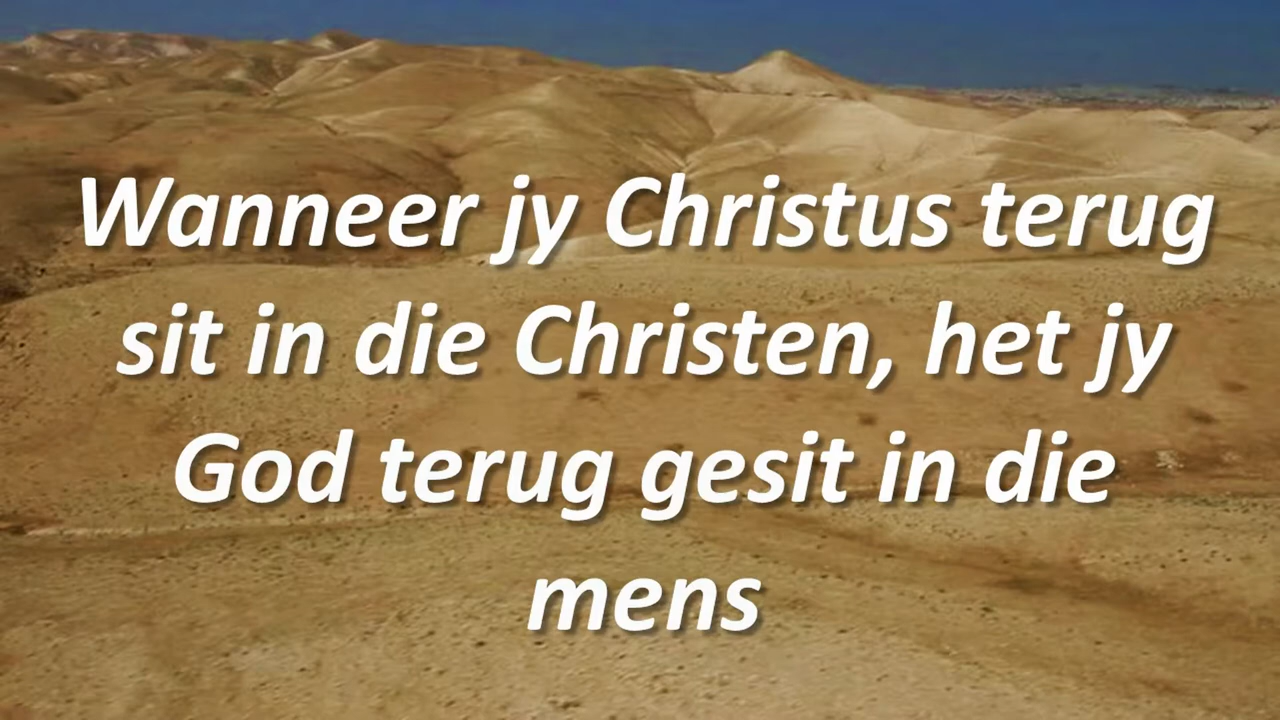 Wanneer jy Christus terug
sit in die Christen, het jy
God terug gesit in die
mens